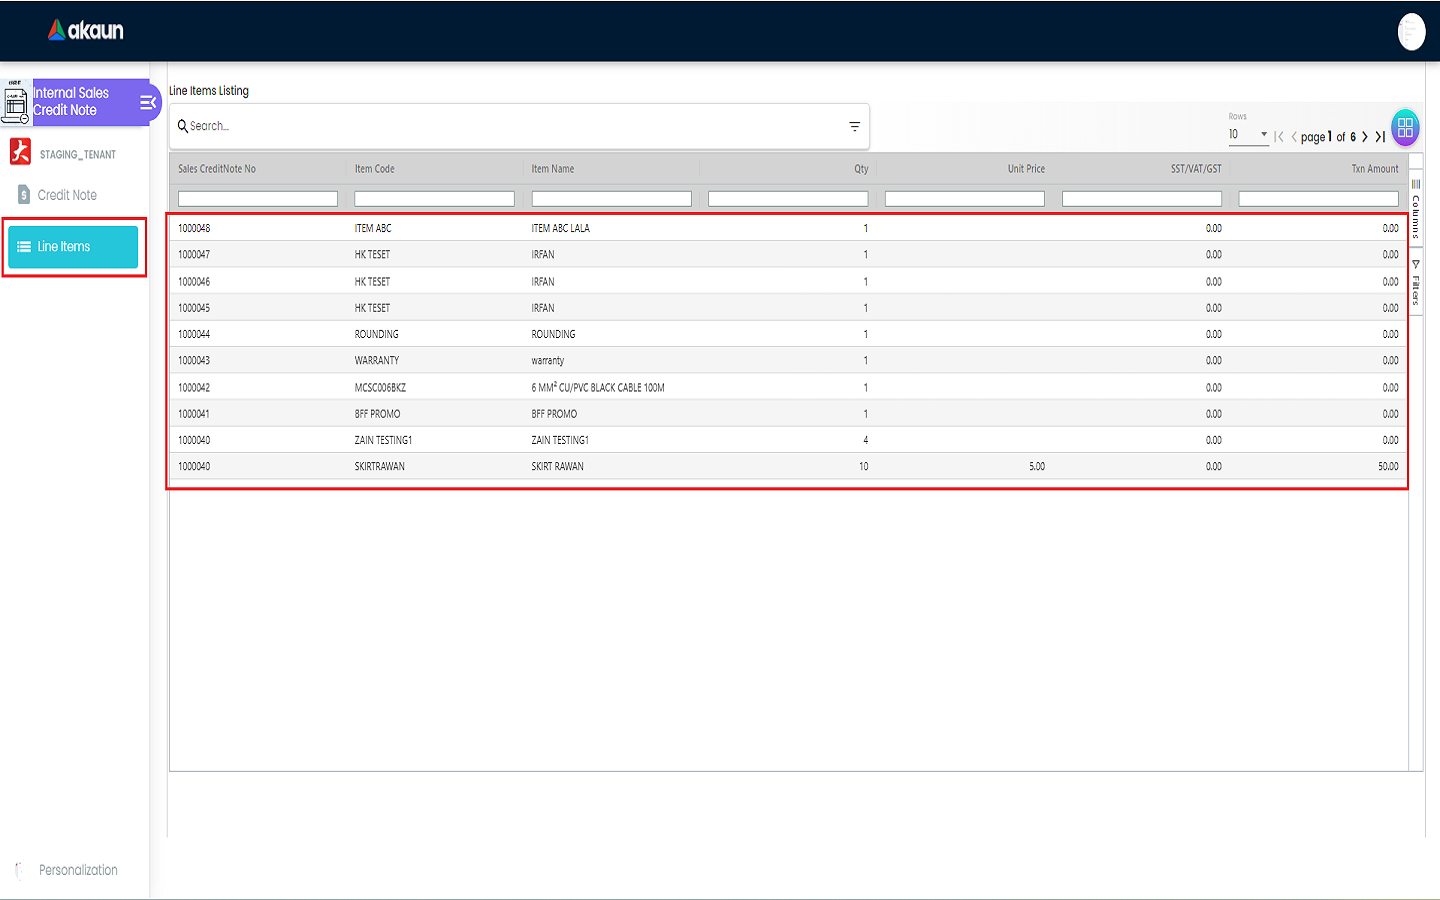 akaun
Internal Sales
Credit Note
STAGING_TENANT
Credit Note
Line Items
Personalization
Line Items Listing
Search...
Rows
10
page 1 of 6
Sales CreditNote No Item Code Item Name Qty Unit Price SST/VAT/GST Txn Amount
1000048 ITEM ABC ITEM ABC LALA 1 0.00 0.00
1000047 HK TESET IRFAN 1 0.00 0.00
1000046 HK TESET IRFAN 1 0.00 0.00
1000045 HK TESET IRFAN 1 0.00 0.00
1000044 ROUNDING ROUNDING 1 0.00 0.00
1000043 WARRANTY warranty 1 0.00 0.00
1000042 MCSC006BKZ 6 MM² CU/PVC BLACK CABLE 100M 1 0.00 0.00
1000041 BFF PROMO BFF PROMO 1 0.00 0.00
1000040 ZAIN TESTING1 ZAIN TESTING1 4 0.00 0.00
1000040 SKIRTRAWAN SKIRT RAWAN 10 5.00 0.00 50.00
Columns
Filters